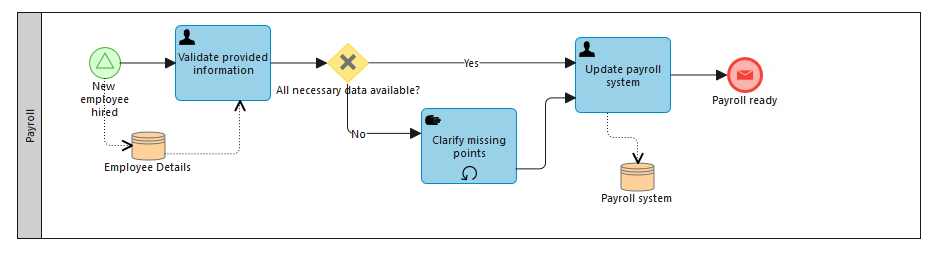 Payroll
New
employee
hired
Validate provided
information
Employee Details
All necessary data available?
Yes
No
Clarify missing
points
Update payroll
system
Payroll system
Payroll ready